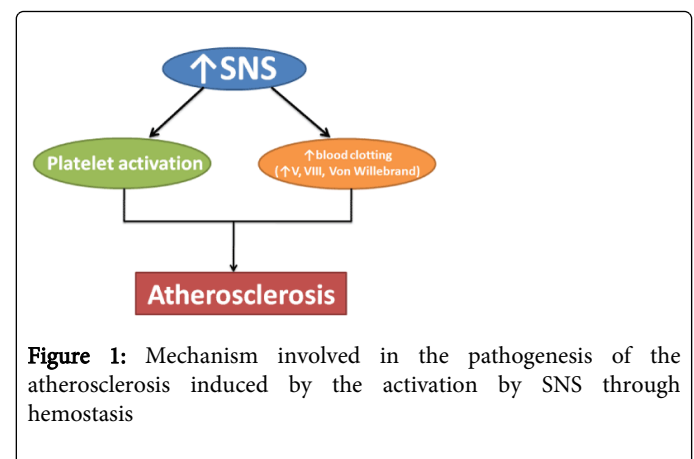 ↑SNS
Platelet activation
↑blood clotting
(↑V, VIII, Von Willebrand)
Atherosclerosis
Figure 1: Mechanism involved in the pathogenesis of the
atherosclerosis induced by the activation by SNS through
hemostasis